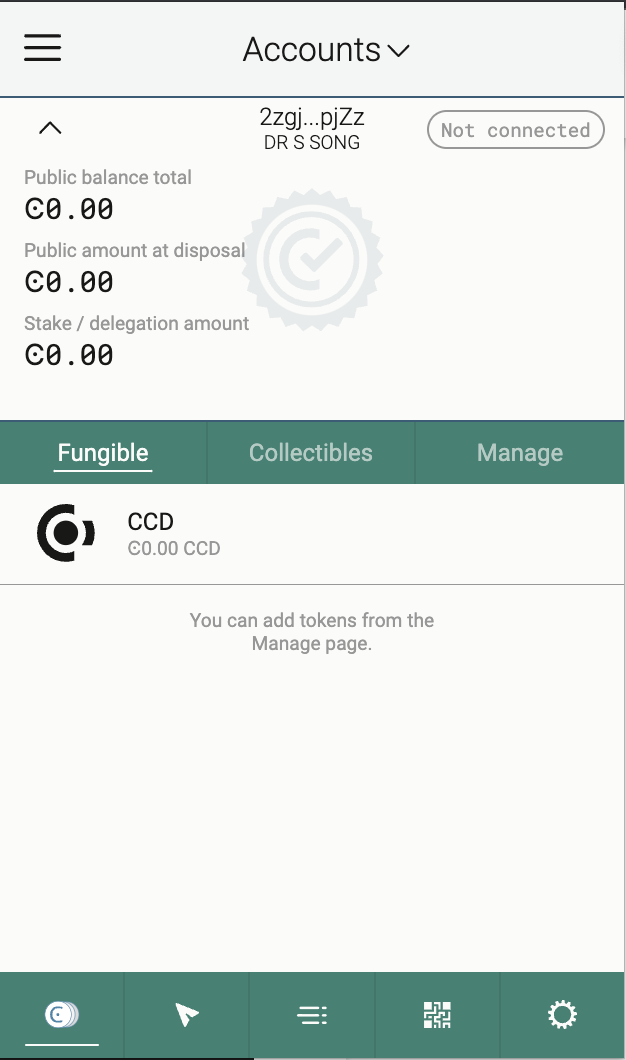 Accounts
2zgj...pjZz
DR S SONG
Not connected
Public balance total
Ͼ0.00
Public amount at disposal
Ͼ0.00
Stake / delegation amount
Ͼ0.00
Fungible
Collectibles
Manage
CCD
Ͼ0.00 CCD
You can add tokens from the
Manage page.